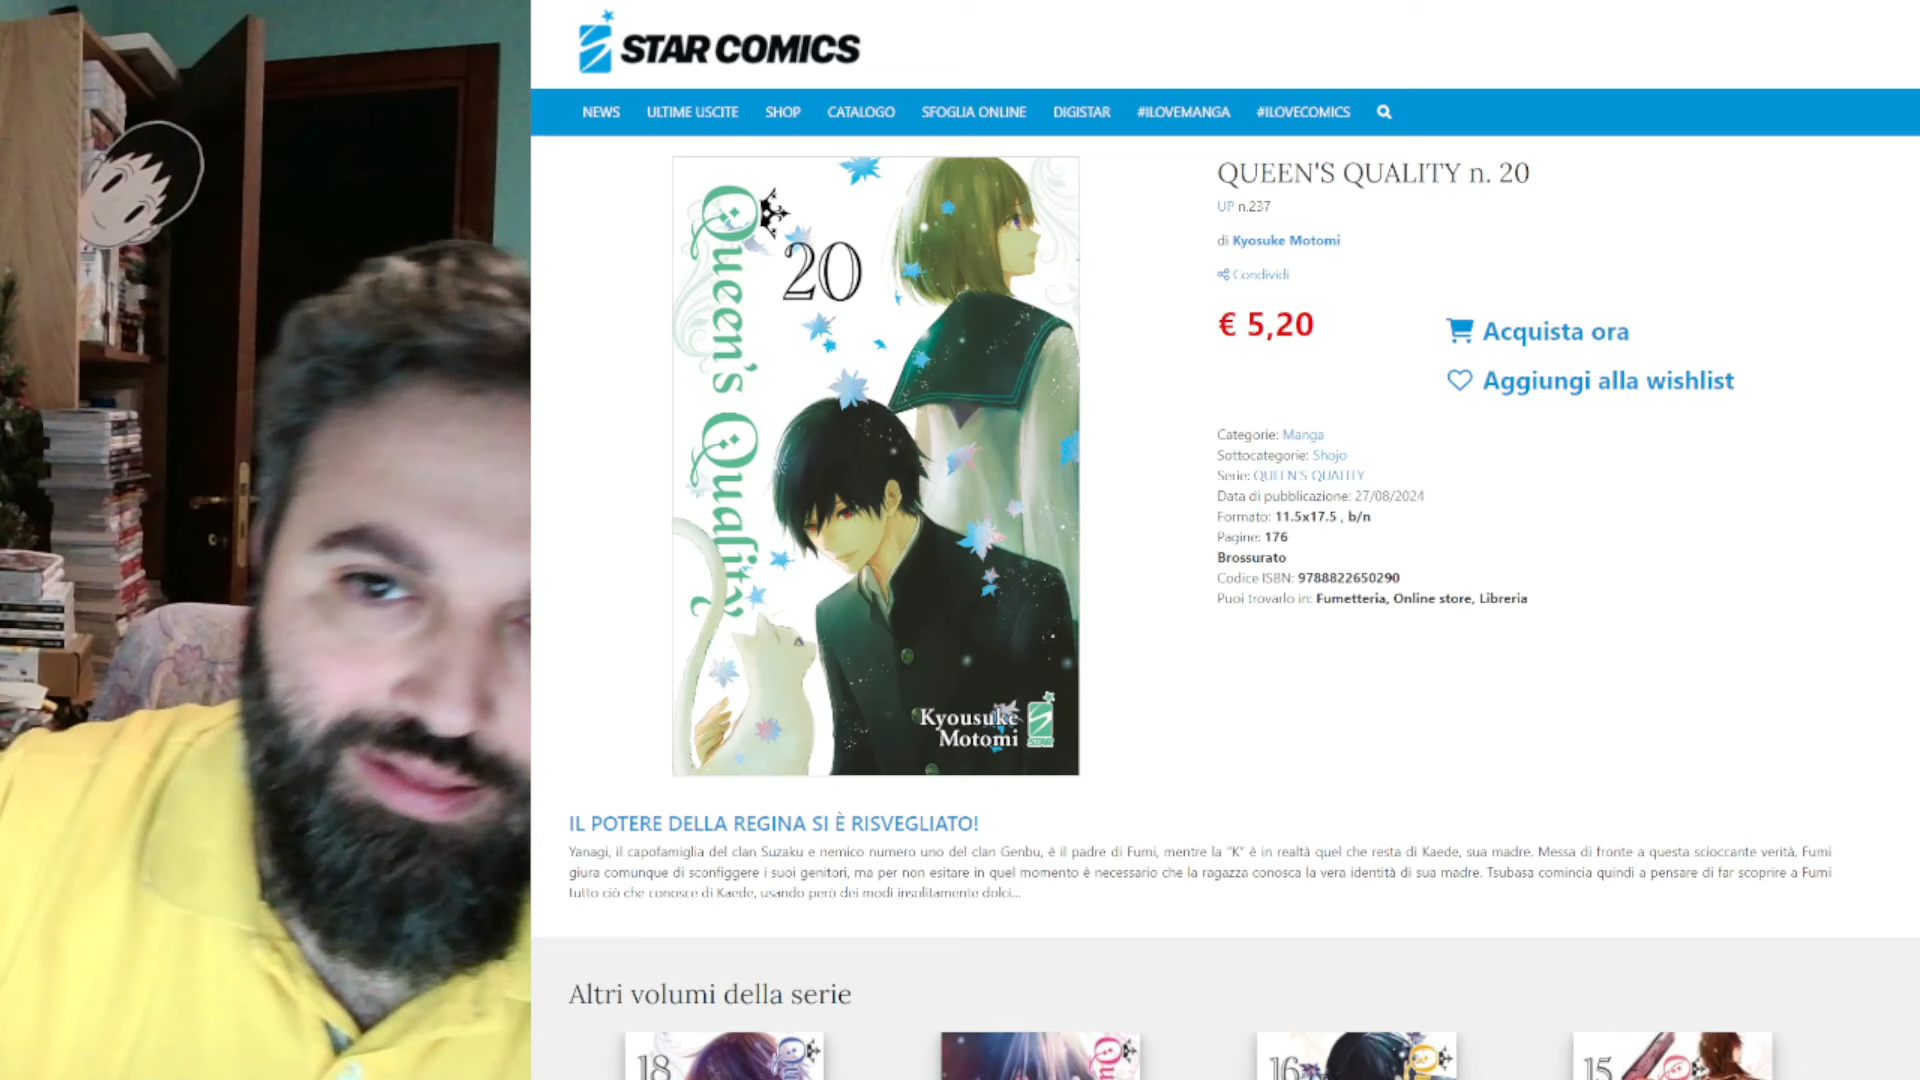 STAR COMICS
NEWS ULTIME USCITE SHOP CATALOGO SFOGLIA ONLINE DIGISTAR #ILOVEMANGA #ILOVECOMICS
Queen's Quality
20
Kyousuke
Motomi
STAR
QUEEN'S QUALITY n. 20
UP n.237
di Kyosuke Motomi
Condividi
€ 5,20
Acquista ora
Aggiungi alla wishlist
Categorie: Manga
Sottocategorie: Shojo
Serie: QUEEN'S QUALITY
Data di pubblicazione: 27/08/2024
Formato: 11.5x17.5 , b/n
Pagine: 176
Brossurato
Codice ISBN: 9788822650290
Puoi trovarlo in: Fumetteria, Online store, Libreria
IL POTERE DELLA REGINA SI È RISVEGLIATO!
Yanagi, il capofamiglia del clan Suzaku e nemico numero uno del clan Genbu, è il padre di Fumi, mentre la "K" è in realtà quel che resta di Kaede, sua madre. Messa di fronte a questa scioccante verità, Fumi
giura comunque di sconfiggere i suoi genitori, ma per non esitare in quel momento è necessario che la ragazza conosca la vera identità di sua madre. Tsubasa comincia quindi a pensare di far scoprire a Fumi
tutto ciò che conosce di Kaede, usando però dei modi insolitamente dolci...
Altri volumi della serie
18
16
15